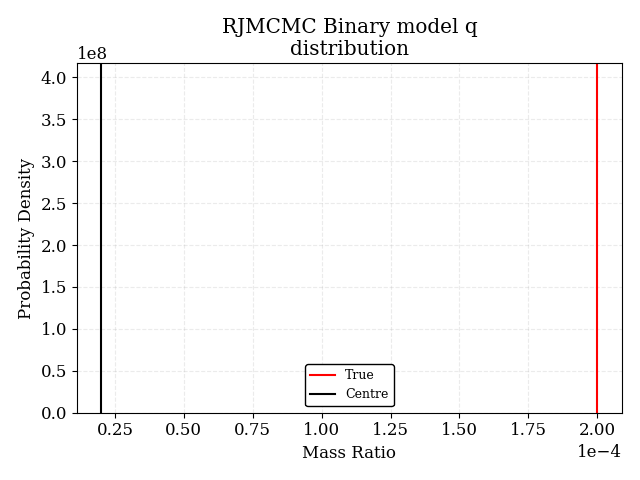 RJMCMC Binary model q
distribution
1e8
4.0
3.5
3.0
2.5
2.0
1.5
1.0
0.5
0.0
Probability Density
True
Centre
0.25 0.50 0.75 1.00 1.25 1.50 1.75 2.00
Mass Ratio
1e−4